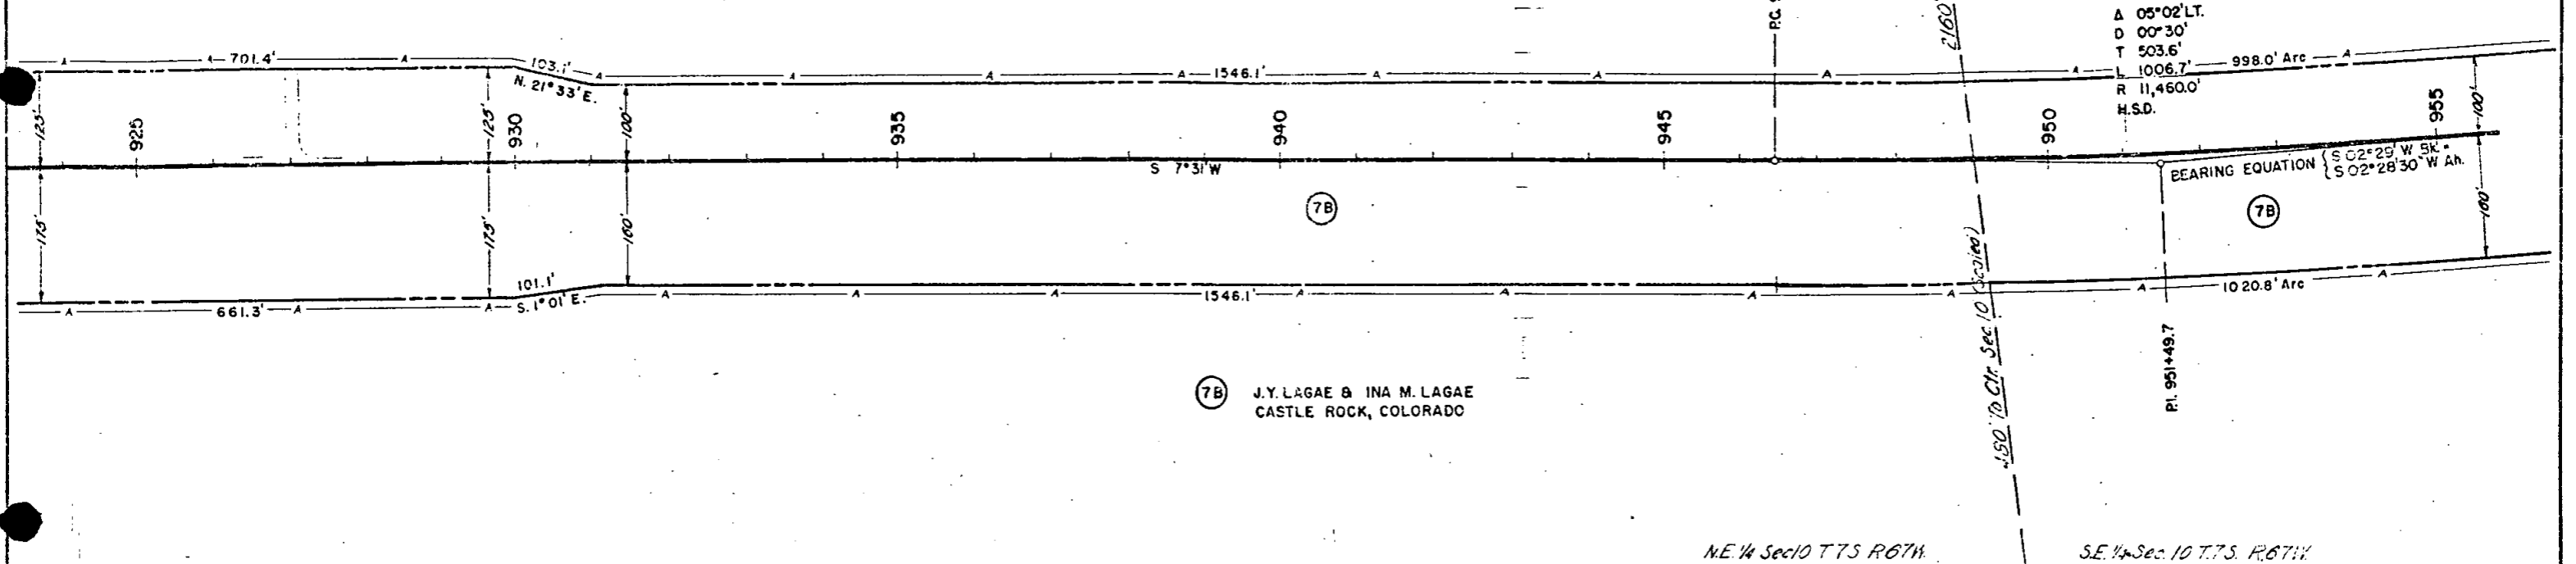 P.C. 9
2160'
Δ 05°02' LT.
D 00°30'
T 503.6'
L 1006.7'
R 11,460.0'
H.S.D.
A 701.4' A
103.1'
N. 21°33' E.
A A A 1546.1' A A A A
998.0' Arc A
125'
925
125'
930
100'
935
940
945
950
955
100'
S 7°31' W
BEARING EQUATION { S 02°29' W Bk. =
S 02°28'30" W Ah.
175'
175'
160'
7B
7B
160'
101.1'
S. 1°01' E.
A 661.3' A A
A A A 1546.1' A A A A A
1020.8' Arc A
480' To Ctr. Sec. 10 (Scaled)
P.I. 951+49.7
7B J.Y. LAGAE & INA M. LAGAE
CASTLE ROCK, COLORADO
N.E. 1/4 Sec 10 T 7 S R 67 W.
S.E. 1/4 Sec. 10 T. 7 S. R. 67 W.